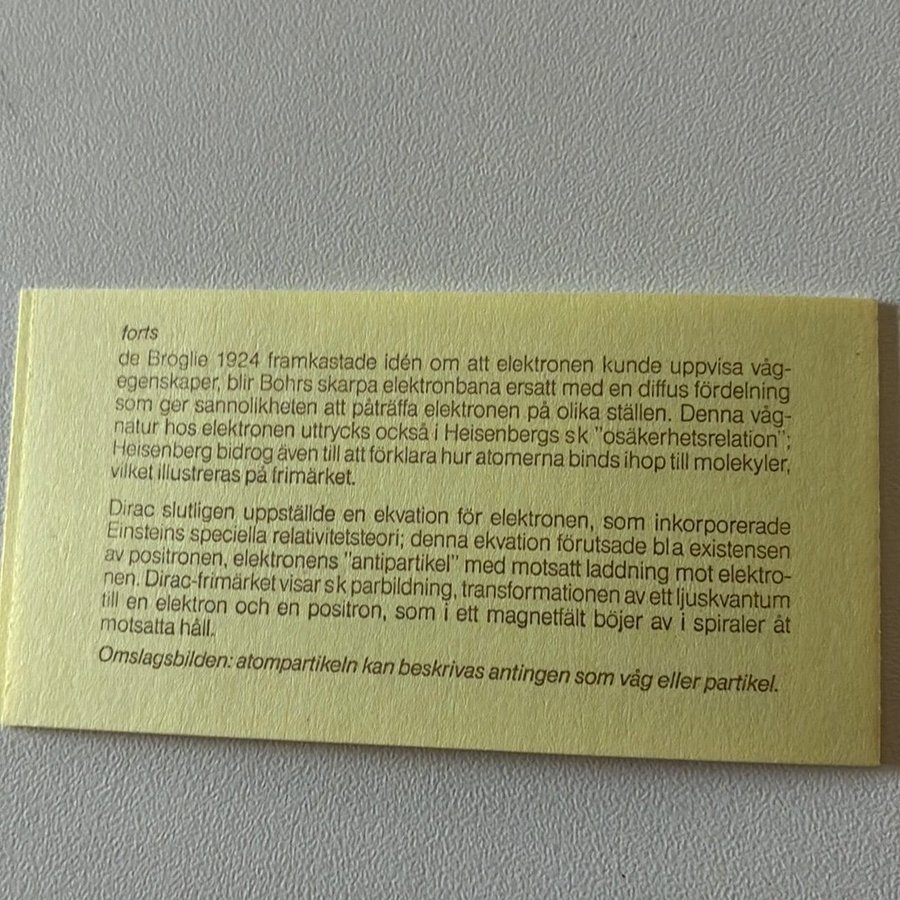 forts
de Broglie 1924 framkastade idén om att elektronen kunde uppvisa våg-
egenskaper, blir Bohrs skarpa elektronbana ersatt med en diffus fördelning
som ger sannolikheten att påträffa elektronen på olika ställen. Denna våg-
natur hos elektronen uttrycks också i Heisenbergs sk "osäkerhetsrelation";
Heisenberg bidrog även till att förklara hur atomerna binds ihop till molekyler,
vilket illustreras på frimärket.
Dirac slutligen uppställde en ekvation för elektronen, som inkorporerade
Einsteins speciella relativitetsteori; denna ekvation förutsade bl a existensen
av positronen, elektronens "antipartikel" med motsatt laddning mot elektro-
nen. Dirac-frimärket visar sk parbildning, transformationen av ett ljuskvantum
till en elektron och en positron, som i ett magnetfält böjer av i spiraler åt
motsatta håll.
Omslagsbilden: atompartikeln kan beskrivas antingen som våg eller partikel.